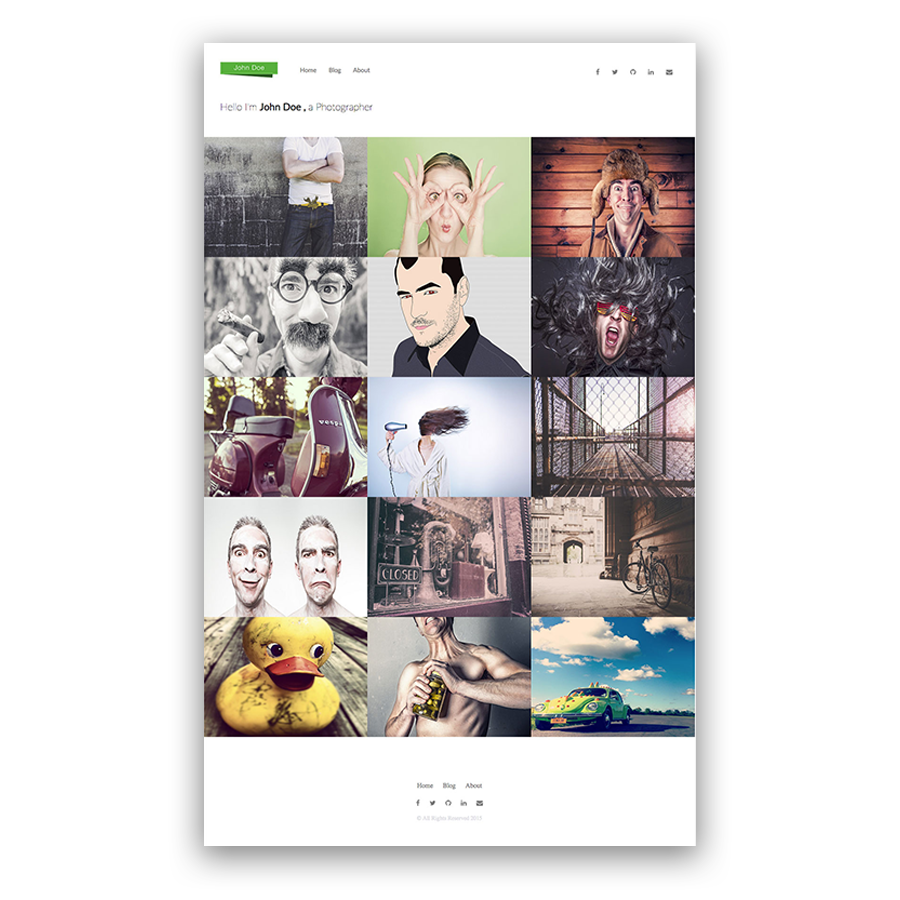 John Doe
Home Blog About
Hello I'm John Doe , a Photographer
vespa
CLOSED
Home Blog About
© All Rights Reserved 2015